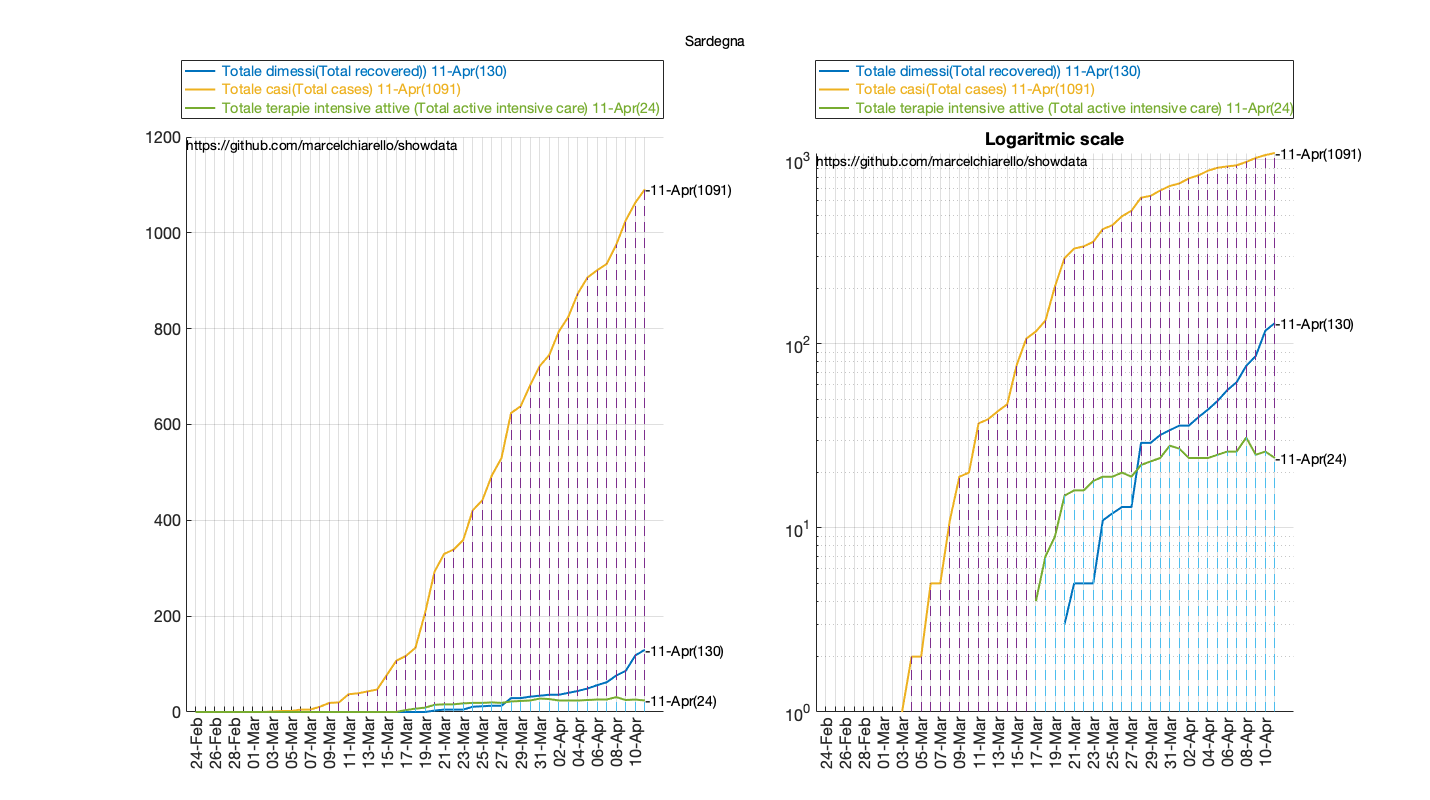 Sardegna
Totale dimessi(Total recovered)) 11-Apr(130)
Totale casi(Total cases) 11-Apr(1091)
Totale terapie intensive attive (Total active intensive care) 11-Apr(24)
https://github.com/marcelchiarello/showdata
1200
1000
800
600
400
200
0
-11-Apr(1091)
-11-Apr(130)
-11-Apr(24)
24-Feb
26-Feb
28-Feb
01-Mar
03-Mar
05-Mar
07-Mar
09-Mar
11-Mar
13-Mar
15-Mar
17-Mar
19-Mar
21-Mar
23-Mar
25-Mar
27-Mar
29-Mar
31-Mar
02-Apr
04-Apr
06-Apr
08-Apr
10-Apr
Totale dimessi(Total recovered)) 11-Apr(130)
Totale casi(Total cases) 11-Apr(1091)
Totale terapie intensive attive (Total active intensive care) 11-Apr(24)
Logaritmic scale
https://github.com/marcelchiarello/showdata
10^3
10^2
10^1
10^0
-11-Apr(1091)
-11-Apr(130)
-11-Apr(24)
24-Feb
26-Feb
28-Feb
01-Mar
03-Mar
05-Mar
07-Mar
09-Mar
11-Mar
13-Mar
15-Mar
17-Mar
19-Mar
21-Mar
23-Mar
25-Mar
27-Mar
29-Mar
31-Mar
02-Apr
04-Apr
06-Apr
08-Apr
10-Apr